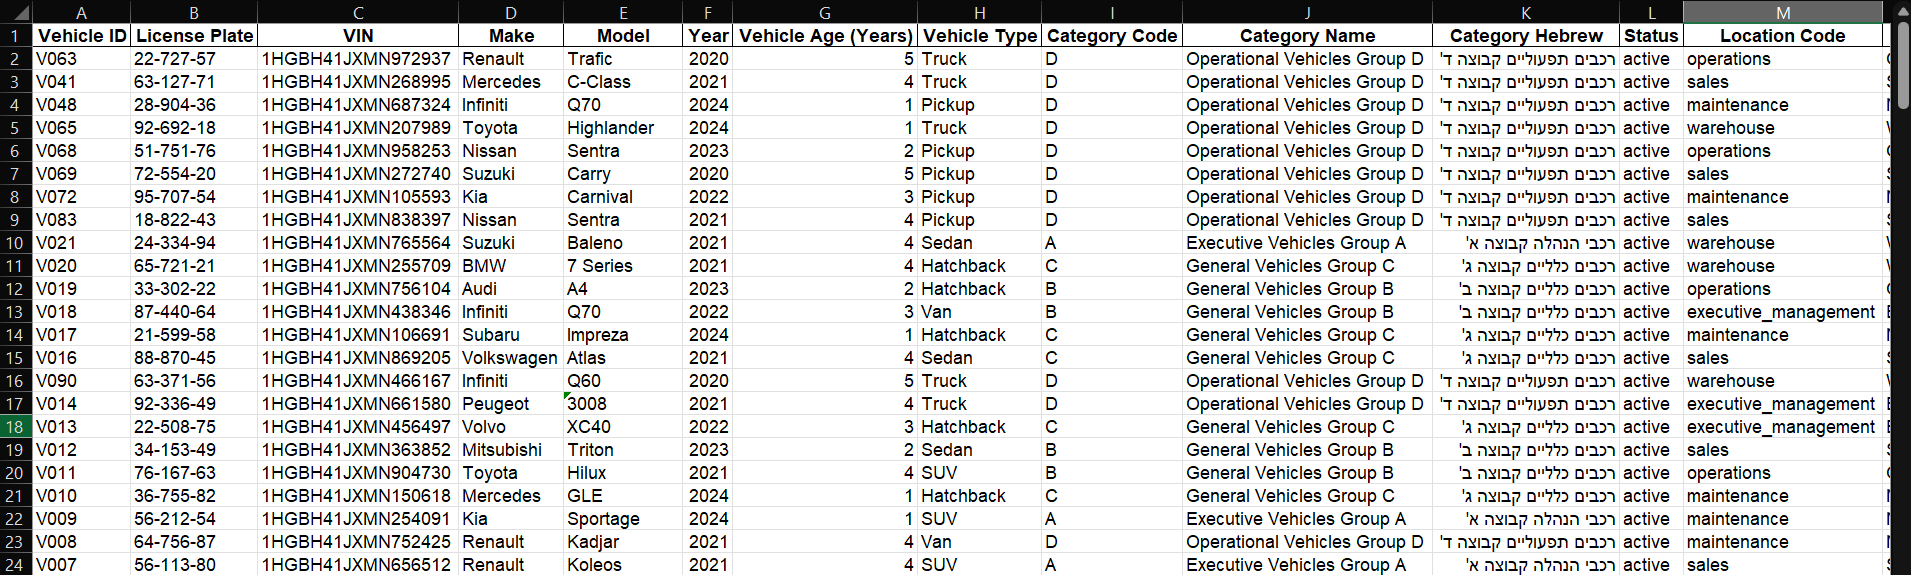 A B C D E F G H I J K L M
1 Vehicle ID License Plate VIN Make Model Year Vehicle Age (Years) Vehicle Type Category Code Category Name Category Hebrew Status Location Code
2 V063 22-727-57 1HGBH41JXMN972937 Renault Trafic 2020 5 Truck D Operational Vehicles Group D רכבים תפעוליים קבוצה ד' active operations
3 V041 63-127-71 1HGBH41JXMN268995 Mercedes C-Class 2021 4 Truck D Operational Vehicles Group D רכבים תפעוליים קבוצה ד' active sales
4 V048 28-904-36 1HGBH41JXMN687324 Infiniti Q70 2024 1 Pickup D Operational Vehicles Group D רכבים תפעוליים קבוצה ד' active maintenance
5 V065 92-692-18 1HGBH41JXMN207989 Toyota Highlander 2024 1 Truck D Operational Vehicles Group D רכבים תפעוליים קבוצה ד' active warehouse
6 V068 51-751-76 1HGBH41JXMN958253 Nissan Sentra 2023 2 Pickup D Operational Vehicles Group D רכבים תפעוליים קבוצה ד' active operations
7 V069 72-554-20 1HGBH41JXMN272740 Suzuki Carry 2020 5 Pickup D Operational Vehicles Group D רכבים תפעוליים קבוצה ד' active sales
8 V072 95-707-54 1HGBH41JXMN105593 Kia Carnival 2022 3 Pickup D Operational Vehicles Group D רכבים תפעוליים קבוצה ד' active maintenance
9 V083 18-822-43 1HGBH41JXMN838397 Nissan Sentra 2021 4 Pickup D Operational Vehicles Group D רכבים תפעוליים קבוצה ד' active sales
10 V021 24-334-94 1HGBH41JXMN765564 Suzuki Baleno 2021 4 Sedan A Executive Vehicles Group A רכבי הנהלה קבוצה א' active warehouse
11 V020 65-721-21 1HGBH41JXMN255709 BMW 7 Series 2021 4 Hatchback C General Vehicles Group C רכבים כלליים קבוצה ג' active warehouse
12 V019 33-302-22 1HGBH41JXMN756104 Audi A4 2023 2 Hatchback B General Vehicles Group B רכבים כלליים קבוצה ב' active operations
13 V018 87-440-64 1HGBH41JXMN438346 Infiniti Q70 2022 3 Van B General Vehicles Group B רכבים כלליים קבוצה ב' active executive_management
14 V017 21-599-58 1HGBH41JXMN106691 Subaru Impreza 2024 1 Hatchback C General Vehicles Group C רכבים כלליים קבוצה ג' active maintenance
15 V016 88-870-45 1HGBH41JXMN869205 Volkswagen Atlas 2021 4 Sedan C General Vehicles Group C רכבים כלליים קבוצה ג' active sales
16 V090 63-371-56 1HGBH41JXMN466167 Infiniti Q60 2020 5 Truck D Operational Vehicles Group D רכבים תפעוליים קבוצה ד' active warehouse
17 V014 92-336-49 1HGBH41JXMN661580 Peugeot 3008 2021 4 Truck D Operational Vehicles Group D רכבים תפעוליים קבוצה ד' active executive_management
18 V013 22-508-75 1HGBH41JXMN456497 Volvo XC40 2022 3 Hatchback C General Vehicles Group C רכבים כלליים קבוצה ג' active executive_management
19 V012 34-153-49 1HGBH41JXMN363852 Mitsubishi Triton 2023 2 Sedan B General Vehicles Group B רכבים כלליים קבוצה ב' active sales
20 V011 76-167-63 1HGBH41JXMN904730 Toyota Hilux 2021 4 SUV B General Vehicles Group B רכבים כלליים קבוצה ב' active operations
21 V010 36-755-82 1HGBH41JXMN150618 Mercedes GLE 2024 1 Hatchback C General Vehicles Group C רכבים כלליים קבוצה ג' active maintenance
22 V009 56-212-54 1HGBH41JXMN254091 Kia Sportage 2024 1 SUV A Executive Vehicles Group A רכבי הנהלה קבוצה א' active maintenance
23 V008 64-756-87 1HGBH41JXMN752425 Renault Kadjar 2021 4 Van D Operational Vehicles Group D רכבים תפעוליים קבוצה ד' active maintenance
24 V007 56-113-80 1HGBH41JXMN656512 Renault Koleos 2021 4 SUV A Executive Vehicles Group A רכבי הנהלה קבוצה א' active sales